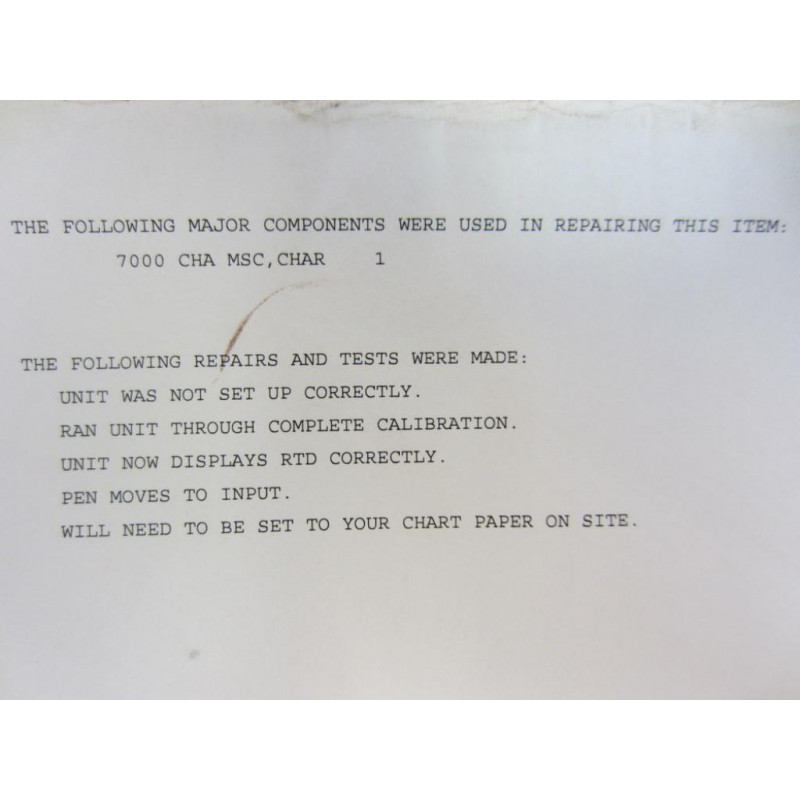 THE FOLLOWING MAJOR COMPONENTS WERE USED IN REPAIRING THIS ITEM:
7000 CHA MSC,CHAR 1
THE FOLLOWING REPAIRS AND TESTS WERE MADE:
UNIT WAS NOT SET UP CORRECTLY.
RAN UNIT THROUGH COMPLETE CALIBRATION.
UNIT NOW DISPLAYS RTD CORRECTLY.
PEN MOVES TO INPUT.
WILL NEED TO BE SET TO YOUR CHART PAPER ON SITE.